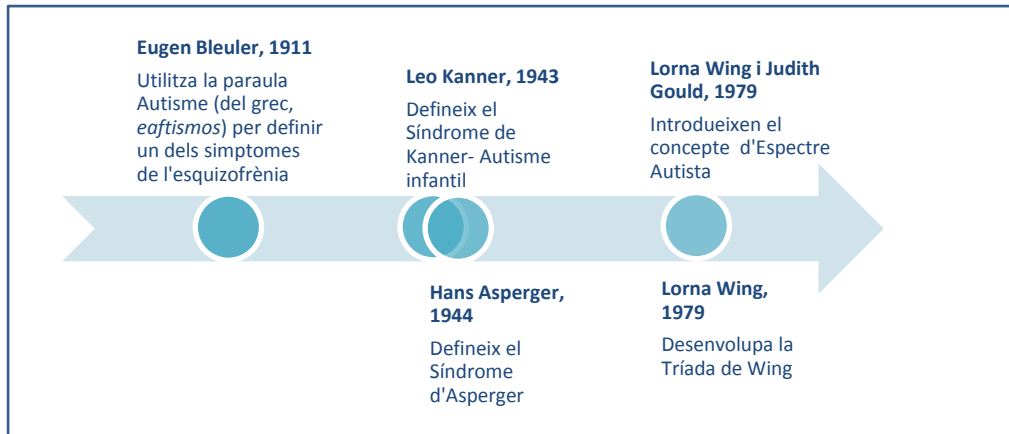 Eugen Bleuler, 1911
Utilitza la paraula
Autisme (del grec,
eaftismos) per definir
un dels simptomes
de l'esquizofrènia
Leo Kanner, 1943
Defineix el
Síndrome de
Kanner- Autisme
infantil
Hans Asperger,
1944
Defineix el
Síndrome
d'Asperger
Lorna Wing i Judith
Gould, 1979
Introdueixen el
concepte d'Espectre
Autista
Lorna Wing,
1979
Desenvolupa la
Tríada de Wing